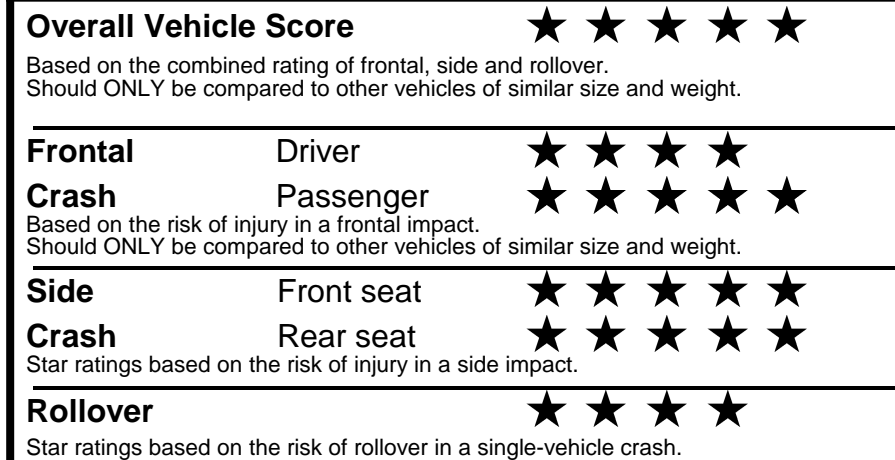 Overall Vehicle Score ★ ★ ★ ★ ★
Based on the combined rating of frontal, side and rollover.
Should ONLY be compared to other vehicles of similar size and weight.
Frontal Driver ★ ★ ★ ★
Crash Passenger ★ ★ ★ ★ ★
Based on the risk of injury in a frontal impact.
Should ONLY be compared to other vehicles of similar size and weight.
Side Front seat ★ ★ ★ ★ ★
Crash Rear seat ★ ★ ★ ★ ★
Star ratings based on the risk of injury in a side impact.
Rollover ★ ★ ★ ★
Star ratings based on the risk of rollover in a single-vehicle crash.